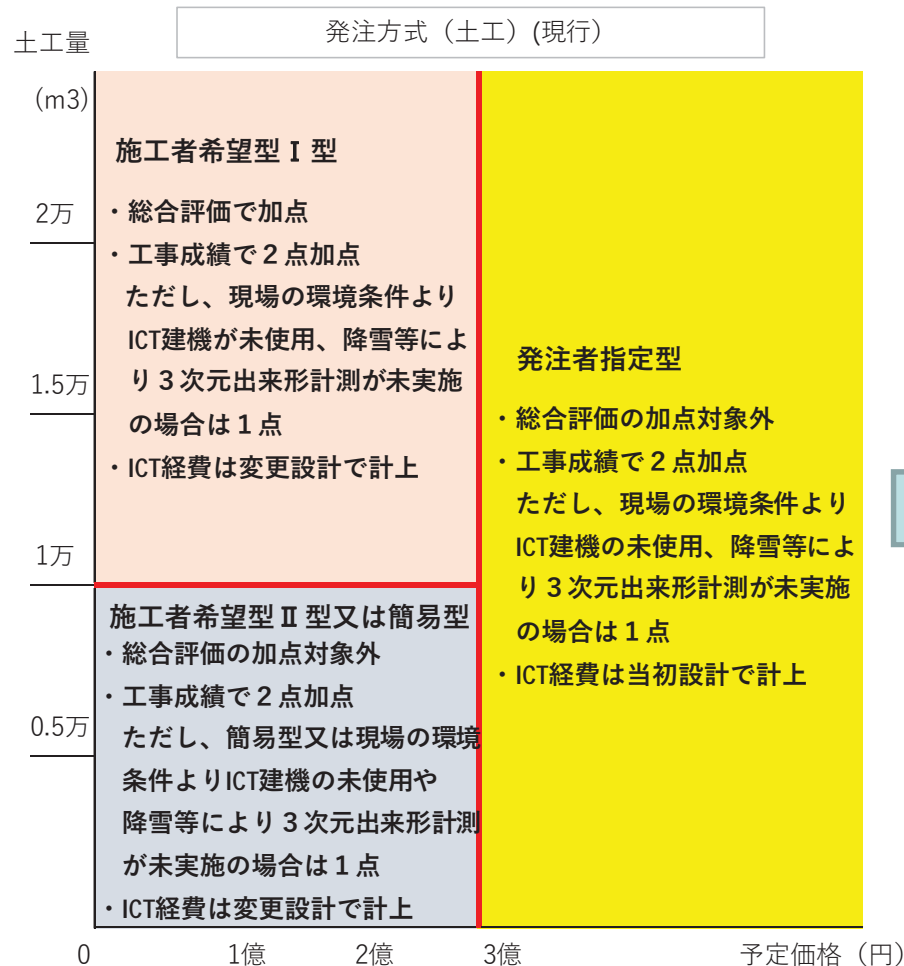 発注方式（土工）(現行）
土工量
(m3)
2万
1.5万
1万
0.5万
施工者希望型Ⅰ型
・総合評価で加点
・工事成績で２点加点
ただし、現場の環境条件より
ICT建機が未使用、降雪等によ
り３次元出来形計測が未実施
の場合は１点
・ICT経費は変更設計で計上
施工者希望型Ⅱ型又は簡易型
・総合評価の加点対象外
・工事成績で２点加点
ただし、簡易型又は現場の環境
条件よりICT建機の未使用や
降雪等により３次元出来形計測
が未実施の場合は１点
・ICT経費は変更設計で計上
発注者指定型
・総合評価の加点対象外
・工事成績で２点加点
ただし、現場の環境条件より
ICT建機の未使用、降雪等によ
り３次元出来形計測が未実施
の場合は１点
・ICT経費は当初設計で計上
0 1億 2億 3億 予定価格（円）